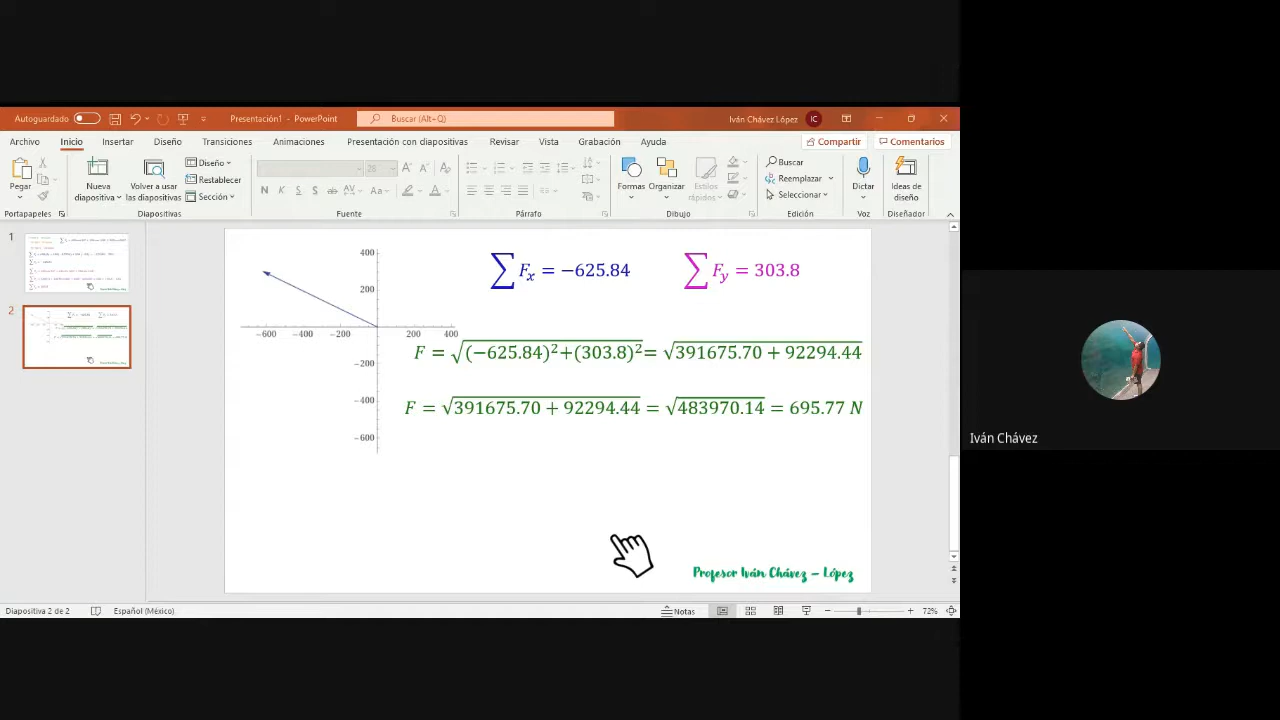 Autoguardado
Presentación1 - PowerPoint
Buscar (Alt+Q)
Iván Chávez López
IC
Archivo Inicio Insertar Diseño Transiciones Animaciones Presentación con diapositivas Revisar Vista Grabación Ayuda
Compartir
Comentarios
Pegar
Nueva diapositiva
Volver a usar las diapositivas
Diseño
Restablecer
Sección
28
N K S S ab AV Aa A
Formas
Organizar
Estilos rápidos
Buscar
Reemplazar
Seleccionar
Dictar
Ideas de diseño
Portapapeles
Diapositivas
Fuente
Párrafo
Dibujo
Edición
Voz
Diseñador
1
2
400
200
−600 −400 −200 200 400
−200
−400
−600
∑ Fₓ = −625.84
∑ F_y = 303.8
F = √((−625.84)²+(303.8)²) = √(391675.70 + 92294.44)
F = √(391675.70 + 92294.44) = √(483970.14) = 695.77 N
Profesor Iván Chávez – López
Iván Chávez
Diapositiva 2 de 2
Español (México)
Notas
72%